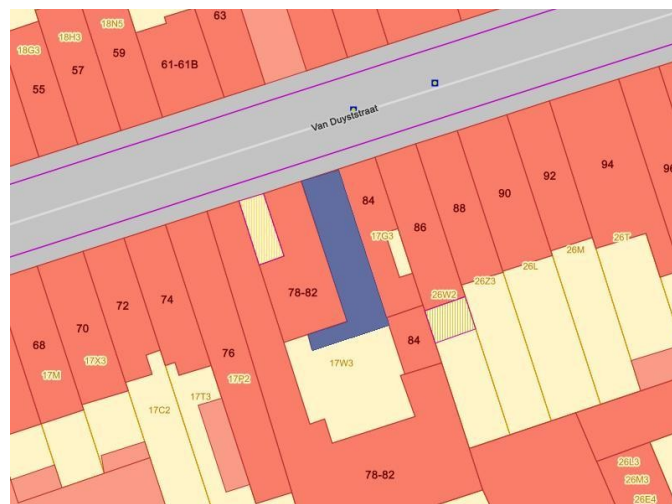 63
18N5
18H3
18G3
59
61-61B
57
55
Van Duyststraat
94
96
92
90
88
84
86
17G3
26T
26M
26L
26Z3
26W2
78-82
74
72
70
68
76
84
17W3
17X3
17M
17P2
17T3
17C2
78-82
26L3
26M3
26E4